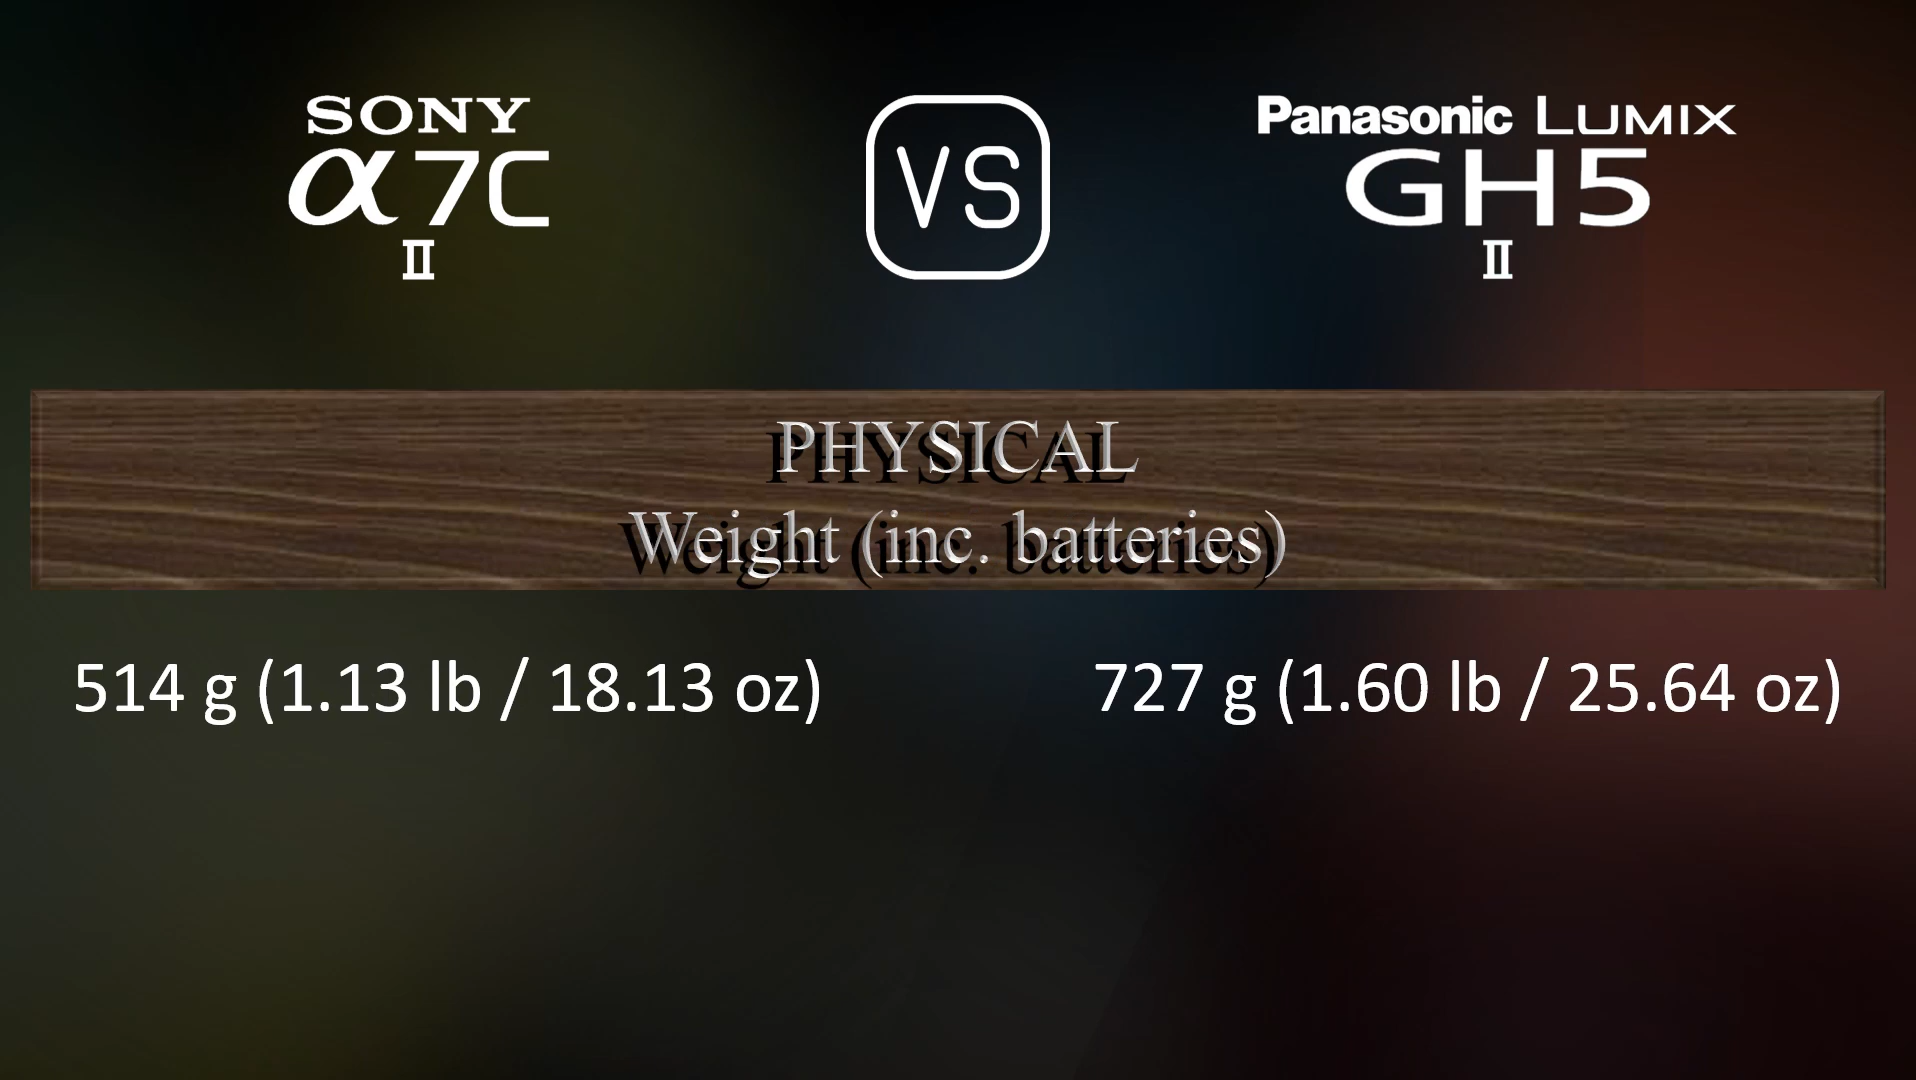 SONY
α7C
II
VS
Panasonic LUMIX
GH5
II
PHYSICAL
Weight (inc. batteries)
514 g (1.13 lb / 18.13 oz)
727 g (1.60 lb / 25.64 oz)